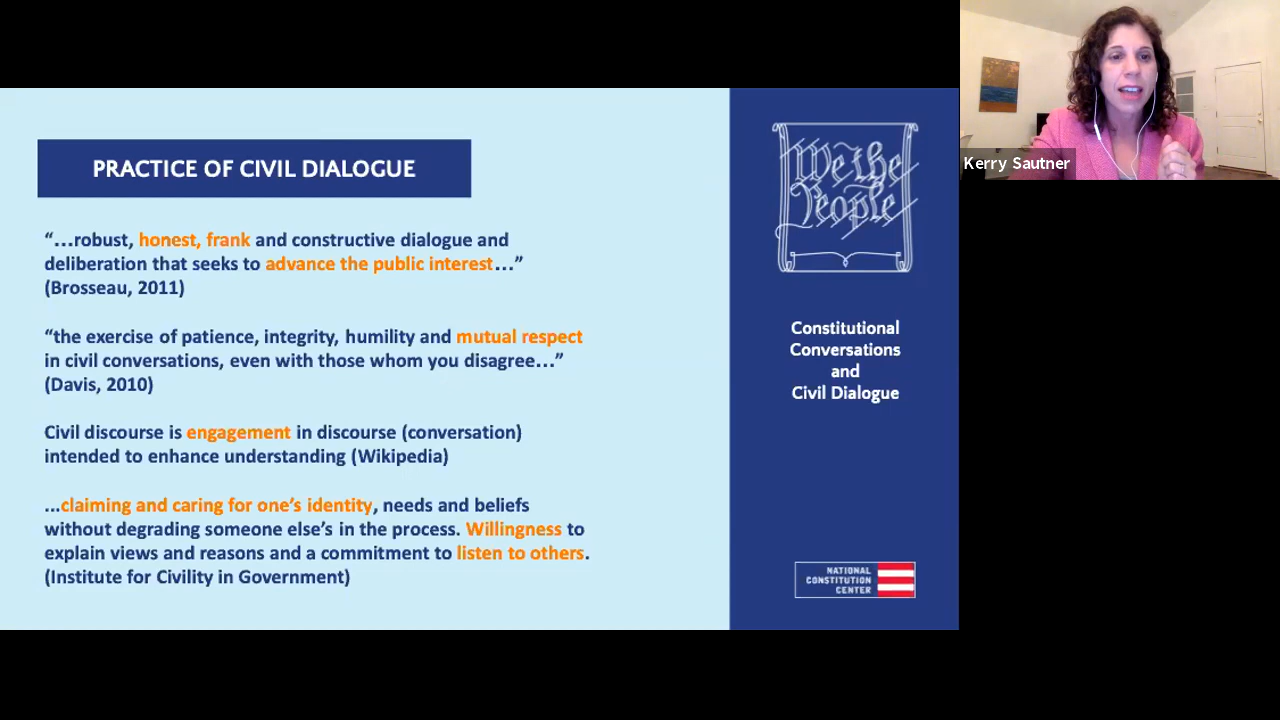 PRACTICE OF CIVIL DIALOGUE
“…robust, honest, frank and constructive dialogue and
deliberation that seeks to advance the public interest…”
(Brosseau, 2011)
“the exercise of patience, integrity, humility and mutual respect
in civil conversations, even with those whom you disagree…”
(Davis, 2010)
Civil discourse is engagement in discourse (conversation)
intended to enhance understanding (Wikipedia)
...claiming and caring for one’s identity, needs and beliefs
without degrading someone else’s in the process. Willingness to
explain views and reasons and a commitment to listen to others.
(Institute for Civility in Government)
We the
People
Constitutional
Conversations
and
Civil Dialogue
NATIONAL
CONSTITUTION
CENTER
Kerry Sautner